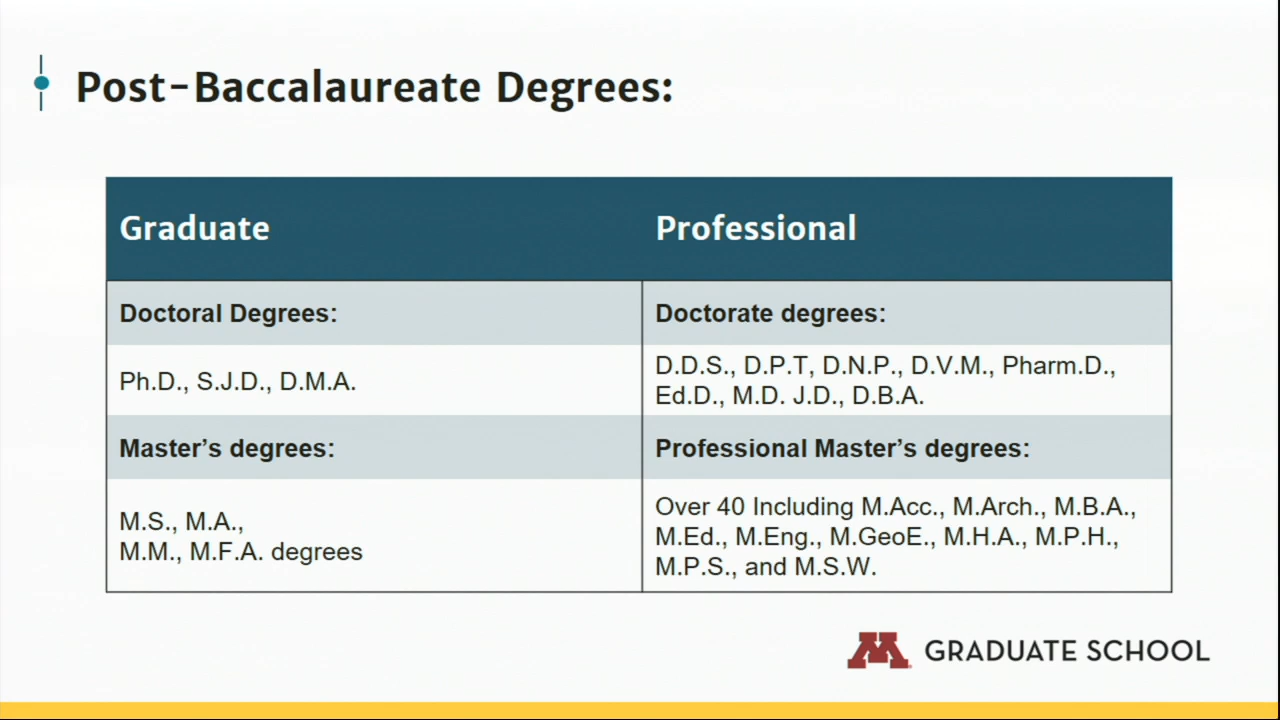 Post-Baccalaureate Degrees:
Graduate
Professional
Doctoral Degrees:
Doctorate degrees:
Ph.D., S.J.D., D.M.A.
D.D.S., D.P.T, D.N.P., D.V.M., Pharm.D.,
Ed.D., M.D. J.D., D.B.A.
Master’s degrees:
Professional Master’s degrees:
M.S., M.A.,
M.M., M.F.A. degrees
Over 40 Including M.Acc., M.Arch., M.B.A.,
M.Ed., M.Eng., M.GeoE., M.H.A., M.P.H.,
M.P.S., and M.S.W.
M GRADUATE SCHOOL